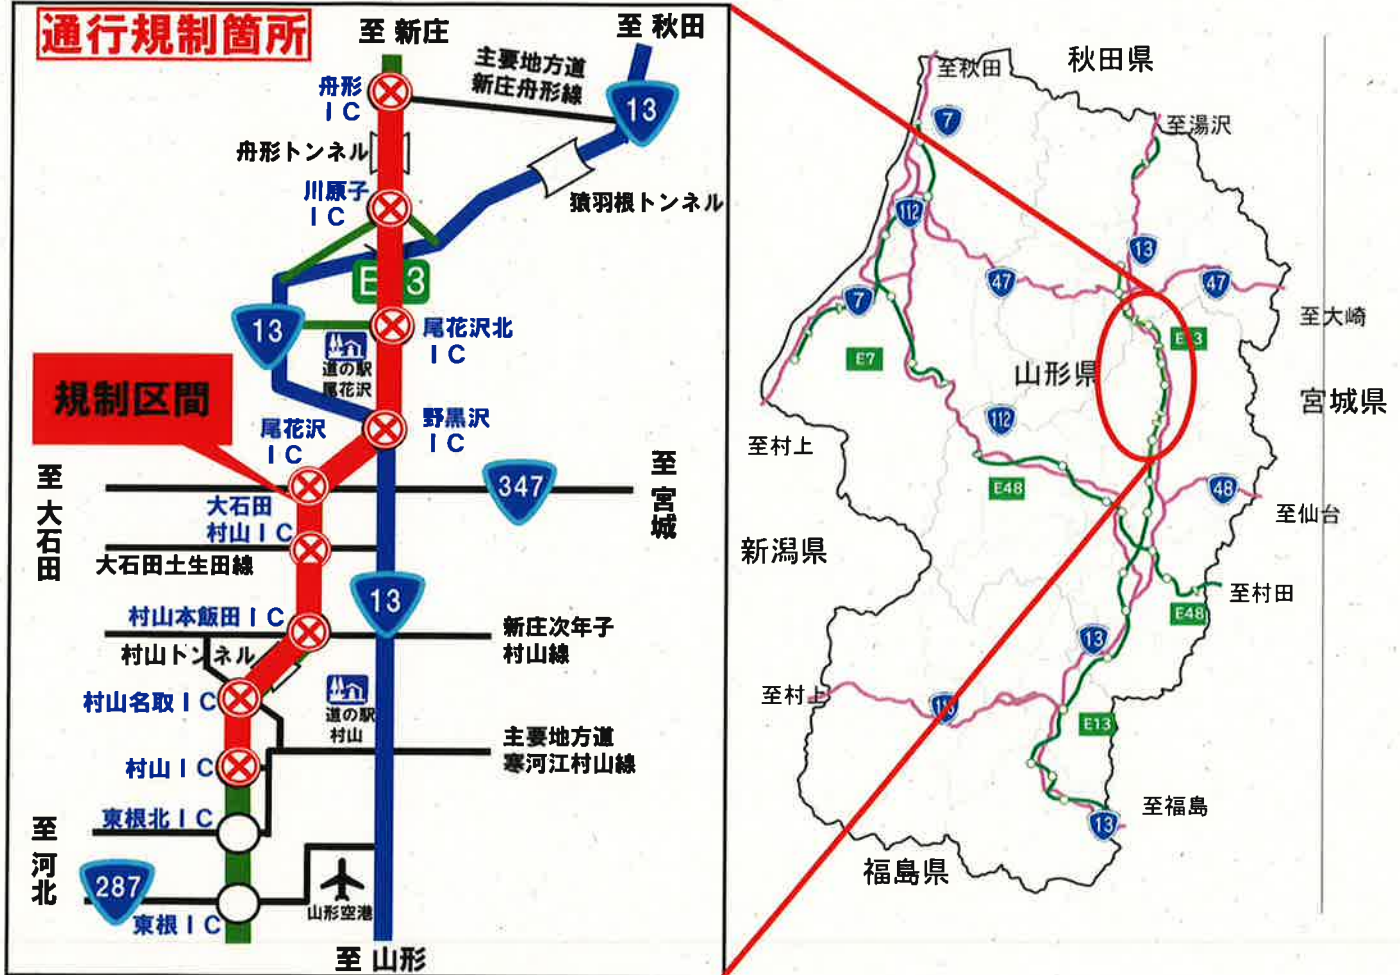 通行規制箇所
至 新庄
至 秋田
主要地方道
新庄舟形線
13
舟形
ＩＣ
舟形トンネル
川原子
ＩＣ
猿羽根トンネル
13
尾花沢北
ＩＣ
道の駅
尾花沢
規制区間
尾花沢
ＩＣ
野黒沢
ＩＣ
至 大石田
347
至 宮城
大石田
村山ＩＣ
大石田土生田線
13
村山本飯田ＩＣ
新庄次年子
村山線
村山トンネル
村山名取ＩＣ
道の駅
村山
主要地方道
寒河江村山線
村山ＩＣ
東根北ＩＣ
至 河北
287
東根ＩＣ
山形空港
至 山形
秋田県
至秋田
7
至湯沢
112
13
47
47
7
至大崎
E7
山形県
宮城県
112
至村上
E48
48
至仙台
新潟県
至村田
E48
13
至村上
E13
至福島
13
福島県